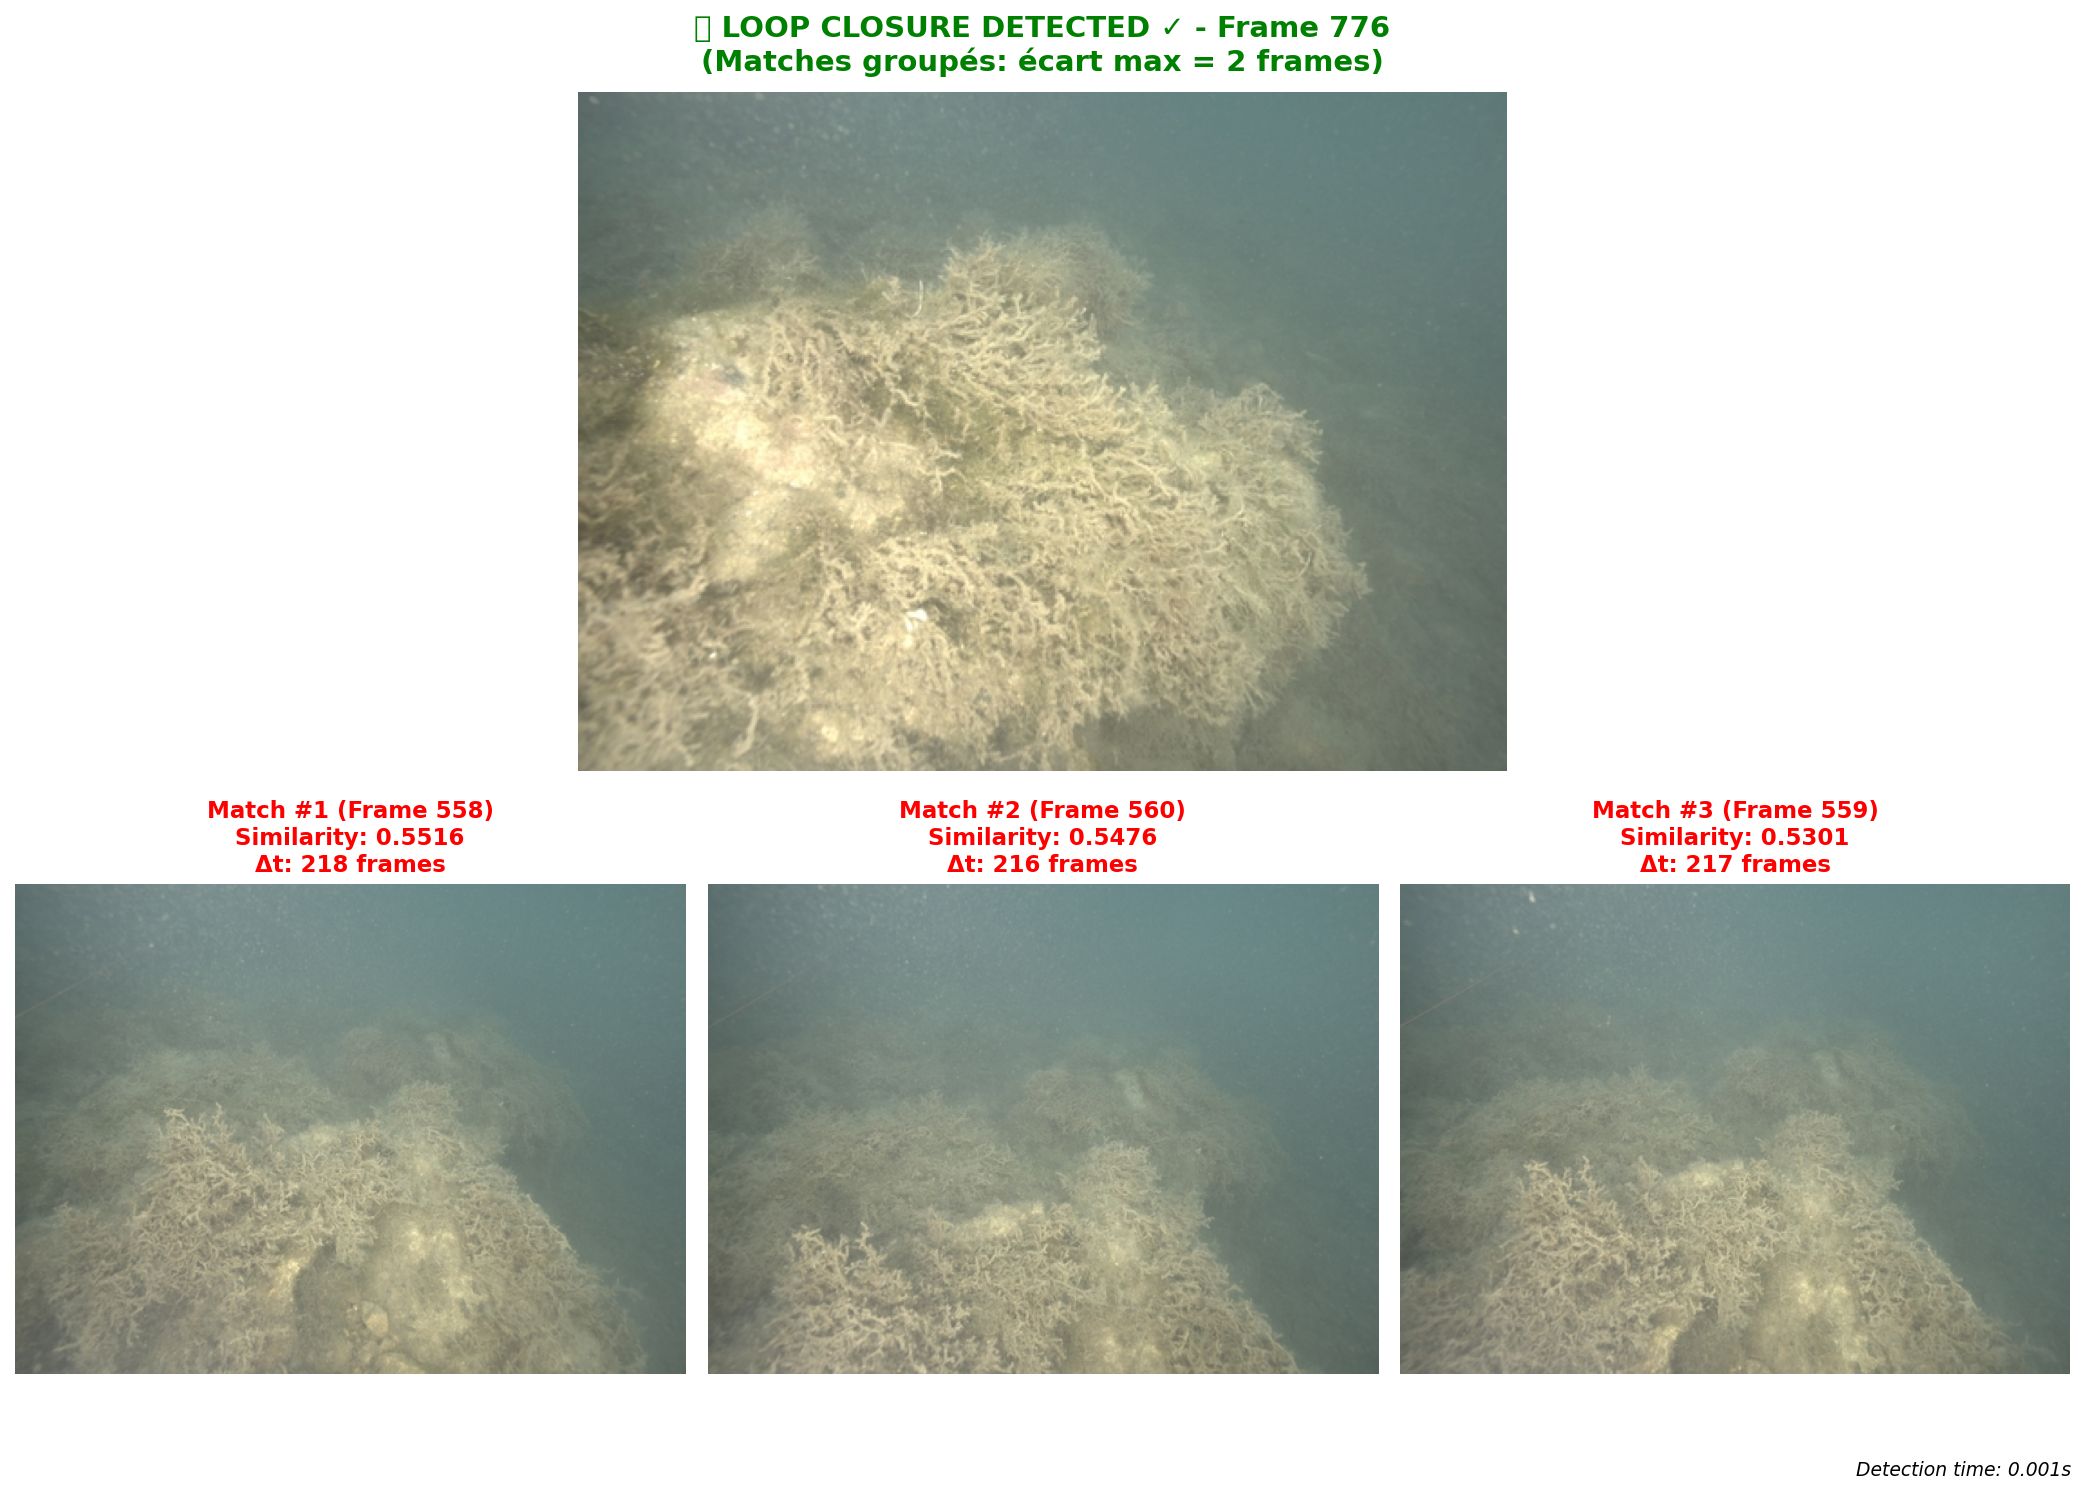 LOOP CLOSURE DETECTED ✓ - Frame 776
(Matches groupés: écart max = 2 frames)
Match #1 (Frame 558)
Similarity: 0.5516
Δt: 218 frames
Match #2 (Frame 560)
Similarity: 0.5476
Δt: 216 frames
Match #3 (Frame 559)
Similarity: 0.5301
Δt: 217 frames
Detection time: 0.001s